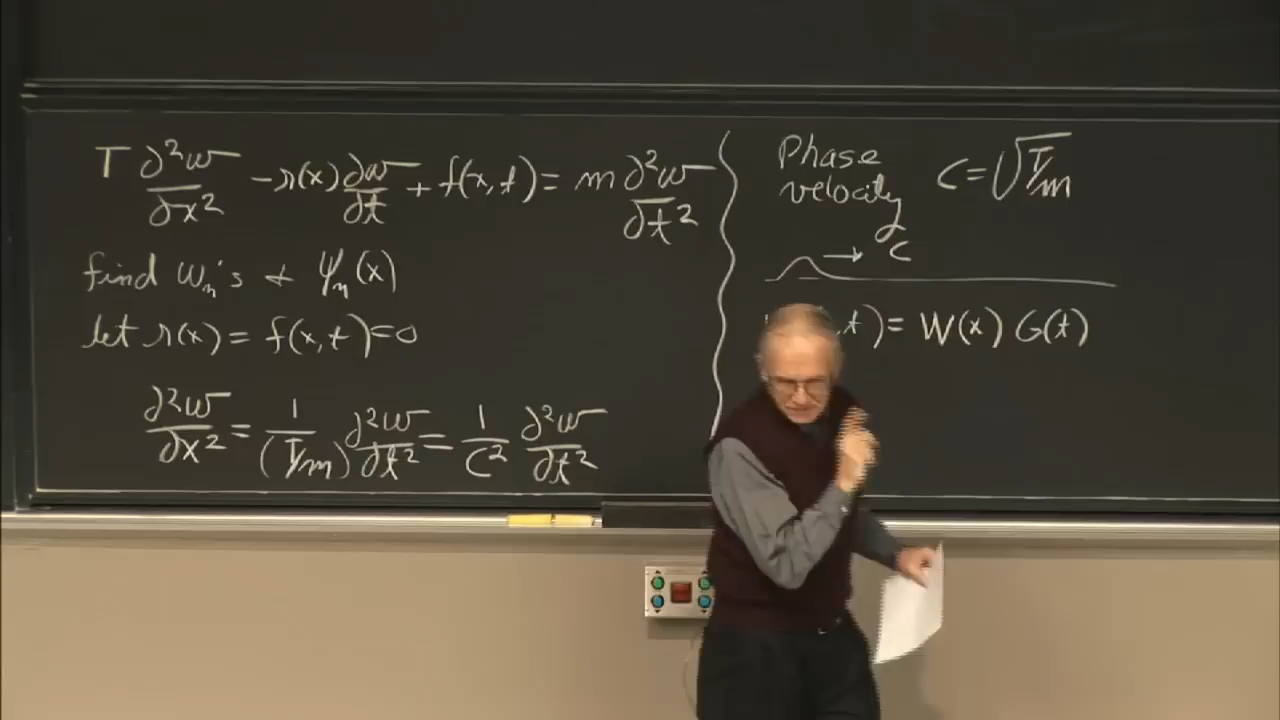 T ∂²w/∂x² - r(x) ∂w/∂t + f(x,t) = m ∂²w/∂t²
find ωn's + ψn(x)
let r(x) = f(x,t) = 0
∂²w/∂x² = 1/(T/m) ∂²w/∂t² = 1/c² ∂²w/∂t²
Phase velocity c = √T/m
→ c
,t) = W(x) G(t)